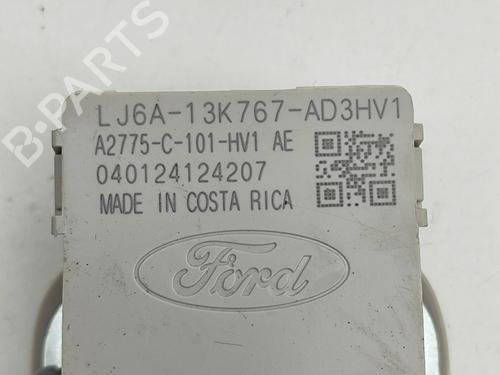 LJ6A-13K767-AD3HV1
A2775-C-101-HV1 AE
040124124207
MADE IN COSTA RICA
Ford
B-PARTS